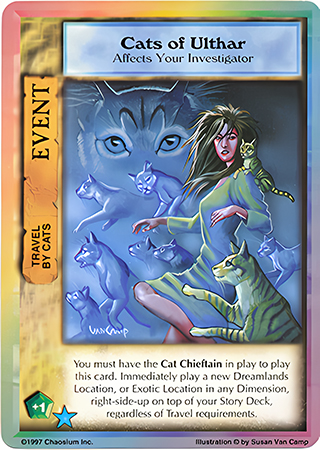 Cats of Ulthar
Affects Your Investigator
EVENT
TRAVEL
BY CATS
VANCAMP
You must have the Cat Chieftain in play to play
this card. Immediately play a new Dreamlands
Location, or Exotic Location in any Dimension,
right-side-up on top of your Story Deck,
regardless of Travel requirements.
+1
©1997 Chaosium Inc.
Illustration © by Susan Van Camp